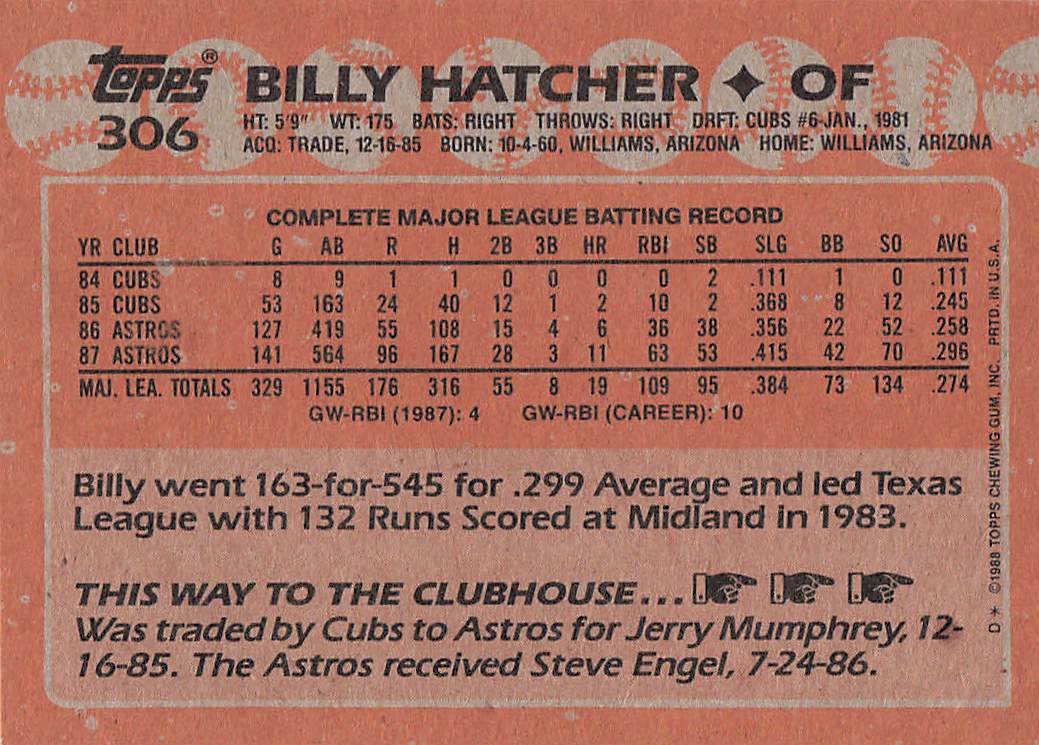 topps®
306
BILLY HATCHER ✦ OF
HT: 5'9" WT: 175 BATS: RIGHT THROWS: RIGHT DRFT: CUBS #6-JAN., 1981
ACQ: TRADE, 12-16-85 BORN: 10-4-60, WILLIAMS, ARIZONA HOME: WILLIAMS, ARIZONA
COMPLETE MAJOR LEAGUE BATTING RECORD
YR CLUB G AB R H 2B 3B HR RBI SB SLG BB SO AVG
84 CUBS 8 9 1 1 0 0 0 0 2 .111 1 0 .111
85 CUBS 53 163 24 40 12 1 2 10 2 .368 8 12 .245
86 ASTROS 127 419 55 108 15 4 6 36 38 .356 22 52 .258
87 ASTROS 141 564 96 167 28 3 11 63 53 .415 42 70 .296
MAJ. LEA. TOTALS 329 1155 176 316 55 8 19 109 95 .384 73 134 .274
GW-RBI (1987): 4 GW-RBI (CAREER): 10
Billy went 163-for-545 for .299 Average and led Texas
League with 132 Runs Scored at Midland in 1983.
THIS WAY TO THE CLUBHOUSE...
Was traded by Cubs to Astros for Jerry Mumphrey, 12-
16-85. The Astros received Steve Engel, 7-24-86.
D* ©1988 TOPPS CHEWING GUM, INC. PRTD. IN U.S.A.